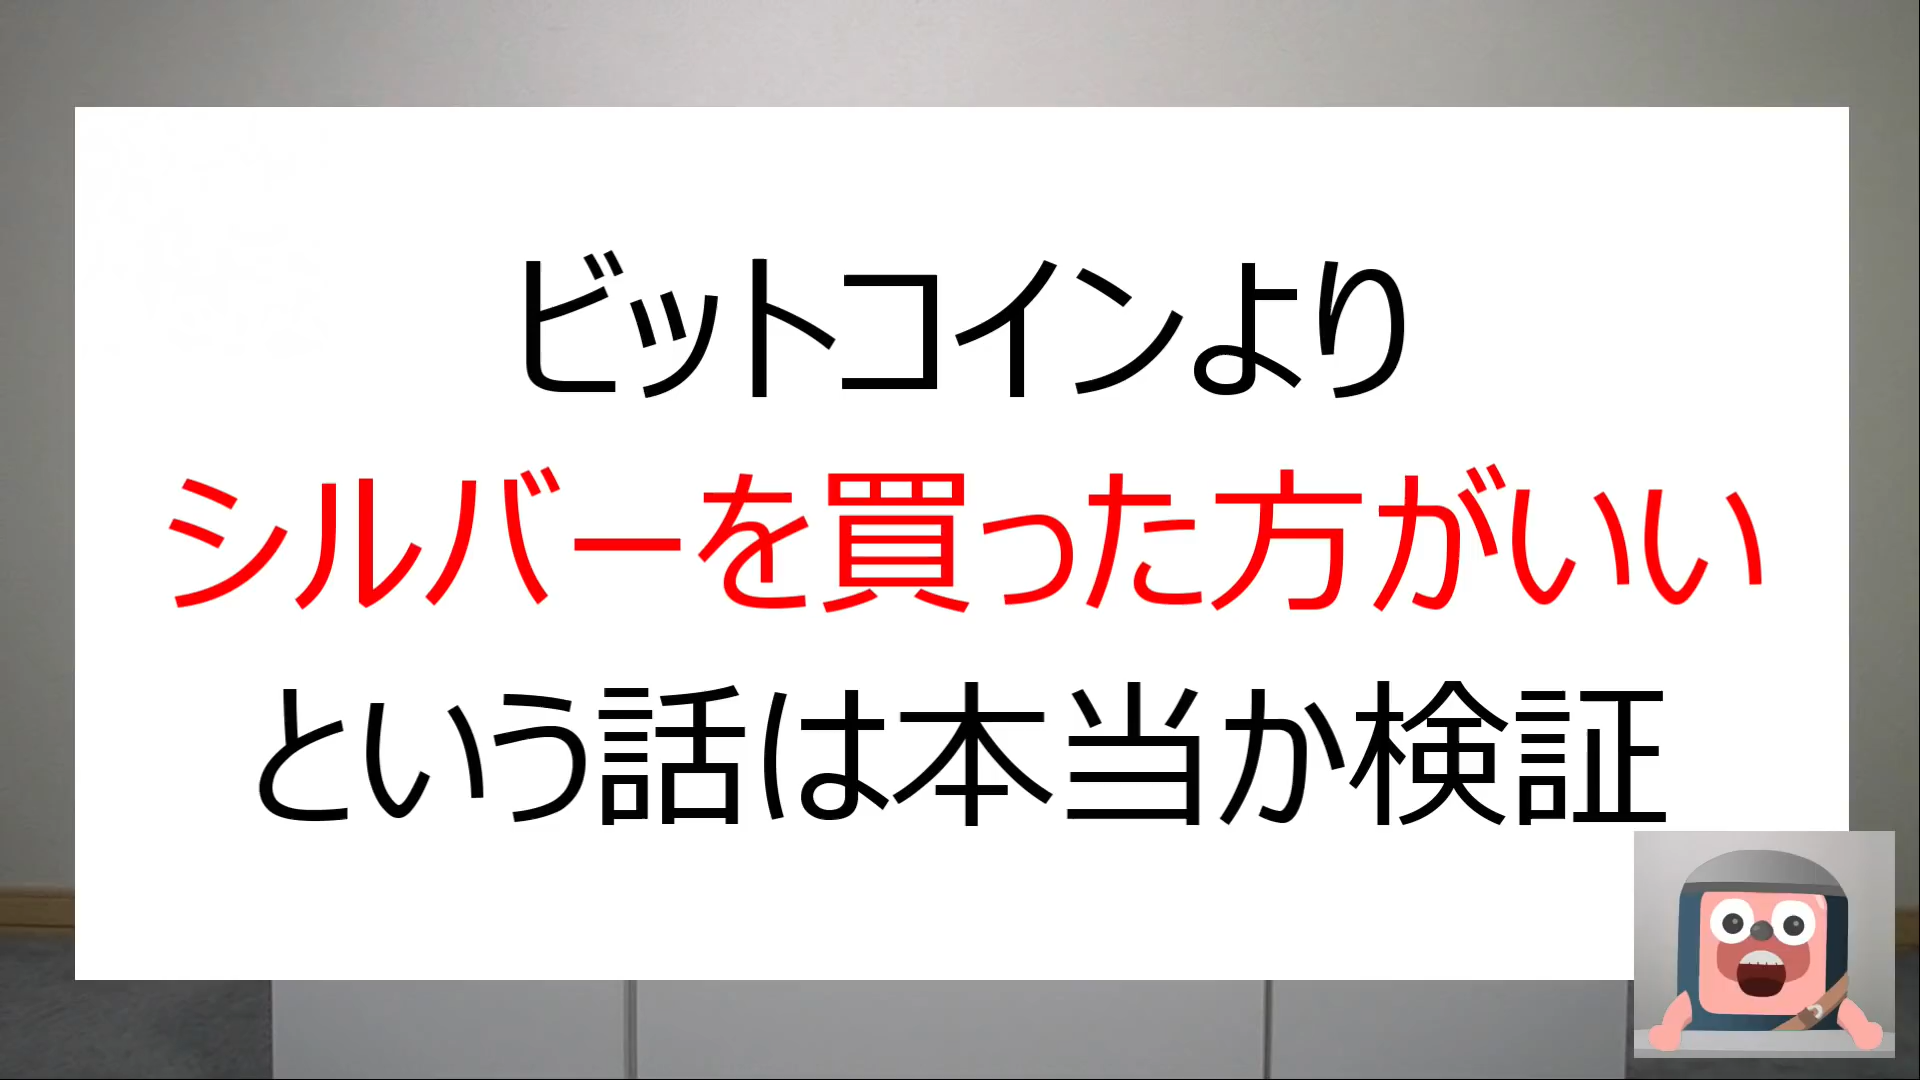 ビットコインより
シルバーを買った方がいい
という話は本当か検証